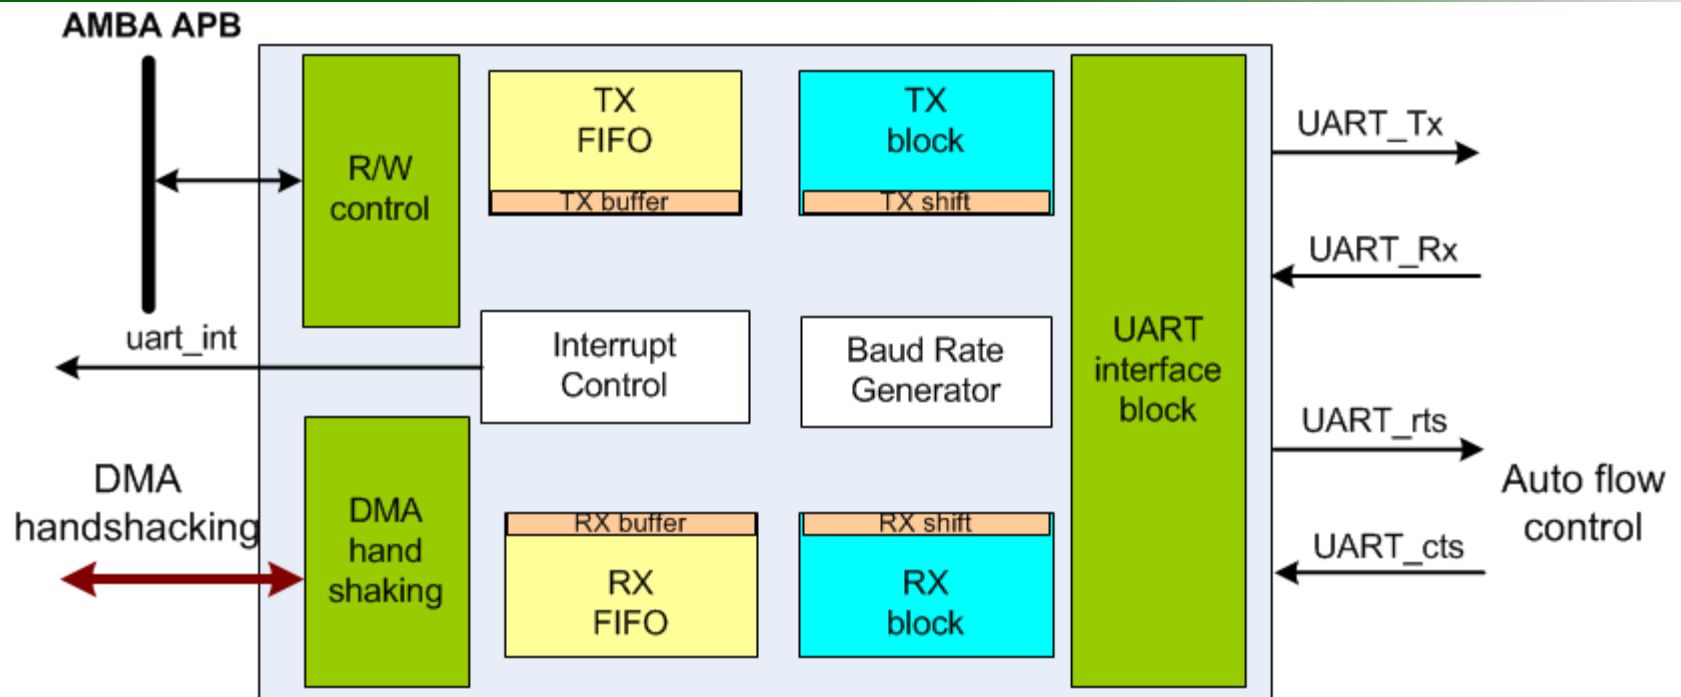 AMBA APB
R/W
control
TX
FIFO
TX buffer
TX
block
TX shift
UART_Tx
UART_Rx
uart_int
Interrupt
Control
Baud Rate
Generator
UART
interface
block
UART_rts
Auto flow
control
UART_cts
DMA
handshacking
DMA
hand
shaking
RX buffer
RX
FIFO
RX shift
RX
block